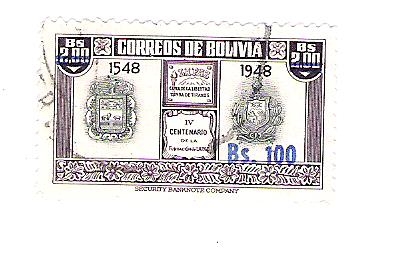 Bs
2.00
CORREOS DE BOLIVIA
Bs
2.00
1548
1948
CUNA DE LA LIBERTAD
TUMBA DE TIRANOS
IV
CENTENARIO
DE LA
Bs. 100
SECURITY BANKNOTE COMPANY